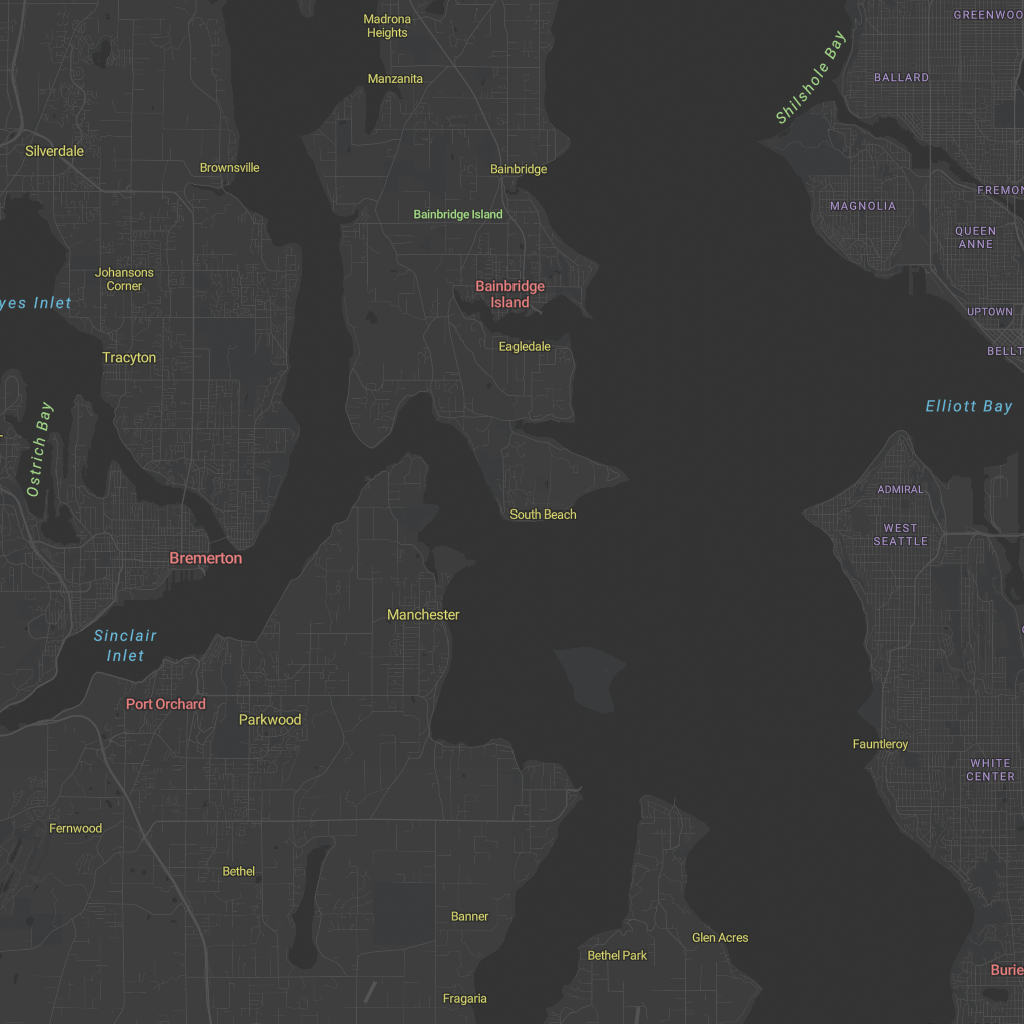 Madrona
Heights
GREENWOO
Shilshole Bay
BALLARD
Manzanita
Silverdale
Brownsville
Bainbridge
FREMON
MAGNOLIA
Bainbridge Island
QUEEN
ANNE
Johansons
Corner
Bainbridge
Island
yes Inlet
UPTOWN
Eagledale
BELLT
Tracyton
Elliott Bay
Ostrich Bay
ADMIRAL
South Beach
WEST
SEATTLE
Bremerton
Manchester
Sinclair
Inlet
Port Orchard
Parkwood
Fauntleroy
WHITE
CENTER
Fernwood
Bethel
Banner
Glen Acres
Bethel Park
Burie
Fragaria